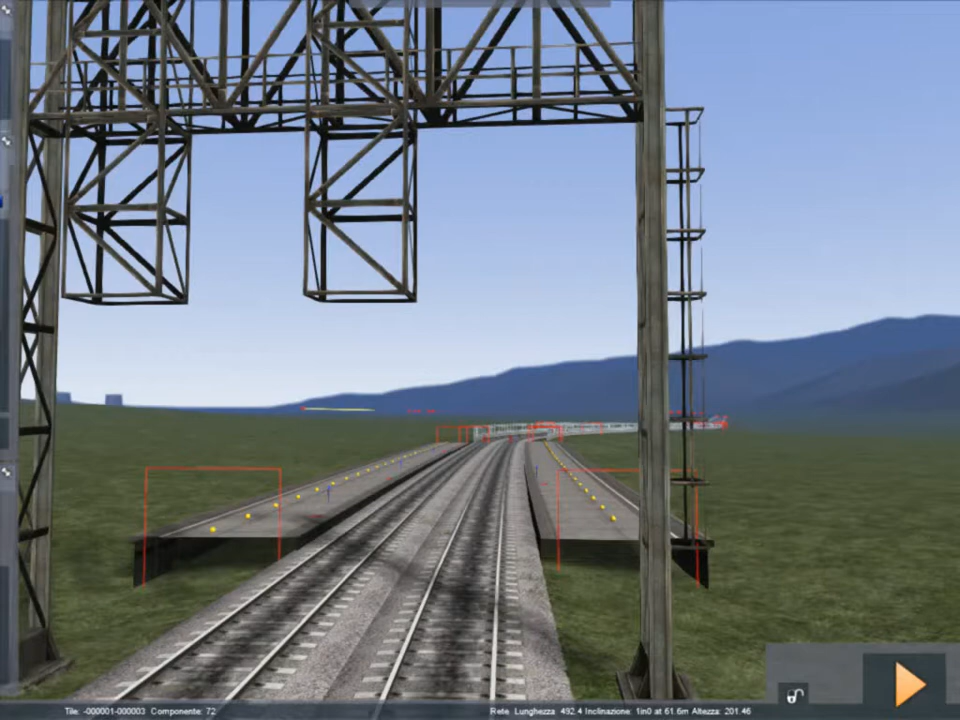 Tile: -000001-000003 Componente: 72
Rete Lunghezza 492.4 Inclinazione: 1in0 at 61.6m Altezza: 201.46